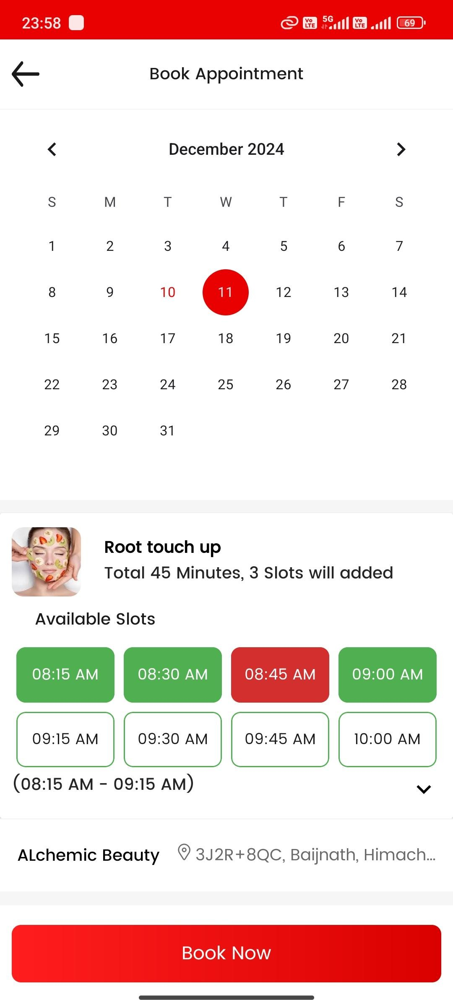 23:58 Vo LTE 5G Vo LTE 69
Book Appointment
December 2024
S M T W T F S
1 2 3 4 5 6 7
8 9 10 11 12 13 14
15 16 17 18 19 20 21
22 23 24 25 26 27 28
29 30 31
Root touch up
Total 45 Minutes, 3 Slots will added
Available Slots
08:15 AM 08:30 AM 08:45 AM 09:00 AM
09:15 AM 09:30 AM 09:45 AM 10:00 AM
(08:15 AM - 09:15 AM)
ALchemic Beauty 3J2R+8QC, Baijnath, Himach...
Book Now